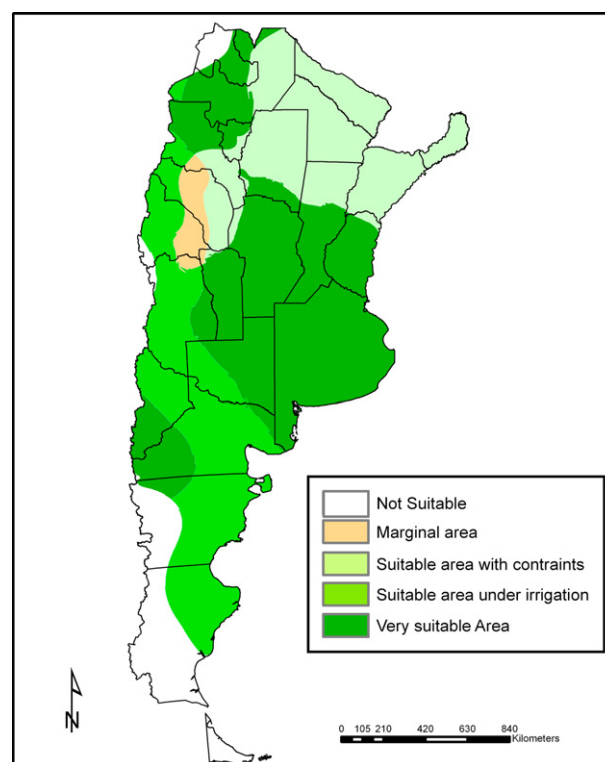 Not Suitable
Marginal area
Suitable area with contraints
Suitable area under irrigation
Very suitable Area
N
0 105 210 420 630 840
Kilometers